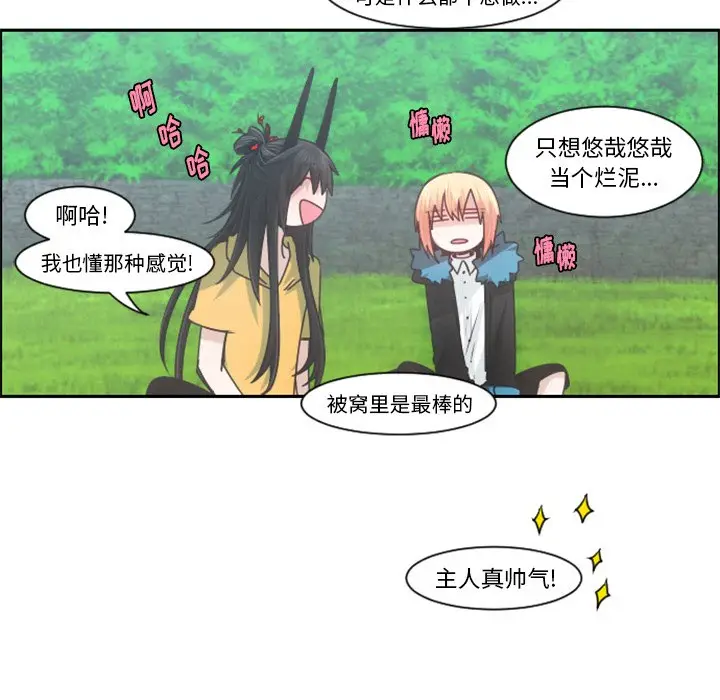 啊哈哈
慵懒
只想悠哉悠哉
当个烂泥...
啊哈!
我也懂那种感觉!
慵懒
被窝里是最棒的
主人真帅气!